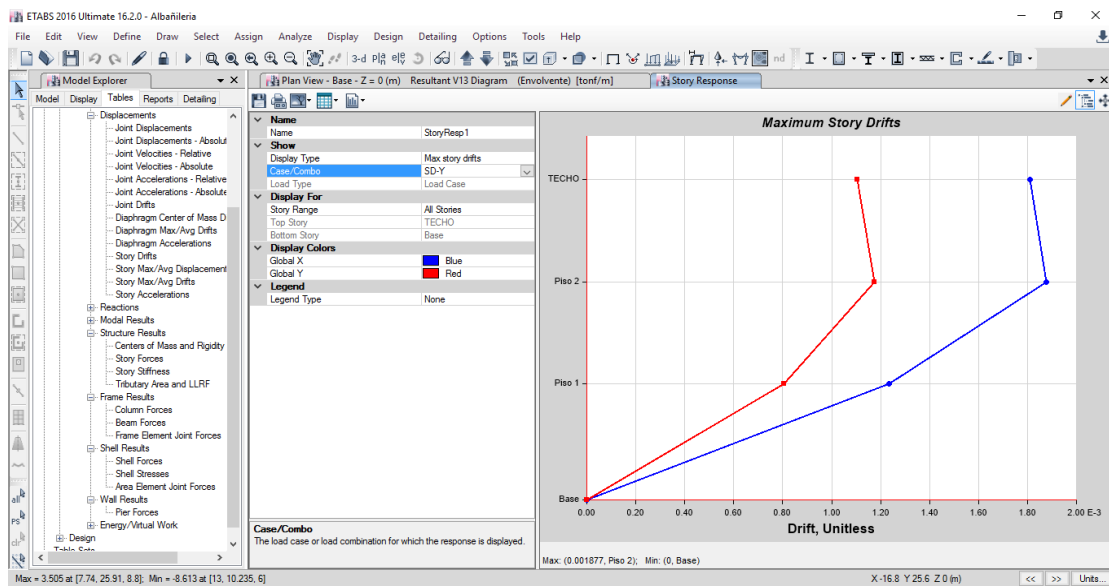 ETABS 2016 Ultimate 16.2.0 - Albañileria
File Edit View Define Draw Select Assign Analyze Display Design Detailing Options Tools Help
3-d plà elè nd
Model Explorer
Plan View - Base - Z = 0 (m) Resultant V13 Diagram (Envolvente) [tonf/m]
Story Response
Model Display Tables Reports Detailing
Displacements
Joint Displacements
Joint Displacements - Absolut
Joint Velocities - Relative
Joint Velocities - Absolute
Joint Accelerations - Relative
Joint Accelerations - Absolute
Joint Drifts
Diaphragm Center of Mass D
Diaphragm Max/Avg Drifts
Diaphragm Accelerations
Story Drifts
Story Max/Avg Displacement
Story Max/Avg Drifts
Story Accelerations
Reactions
Modal Results
Structure Results
Centers of Mass and Rigidity
Story Forces
Story Stiffness
Tributary Area and LLRF
Frame Results
Column Forces
Beam Forces
Frame Element Joint Forces
Shell Results
Shell Forces
Shell Stresses
Area Element Joint Forces
Wall Results
Pier Forces
Energy/Virtual Work
Design
Table Sets
all
PS
clr
Name
Name StoryResp1
Show
Display Type Max story drifts
Case/Combo SD-Y
Load Type Load Case
Display For
Story Range All Stories
Top Story TECHO
Bottom Story Base
Display Colors
Global X Blue
Global Y Red
Legend
Legend Type None
Case/Combo
The load case or load combination for which the response is displayed.
Maximum Story Drifts
TECHO
Piso 2
Piso 1
Base
0.00 0.20 0.40 0.60 0.80 1.00 1.20 1.40 1.60 1.80 2.00 E-3
Drift, Unitless
Max: (0.001877, Piso 2); Min: (0, Base)
Max = 3.505 at [7.74, 25.91, 8.8]; Min = -8.613 at [13, 10.235, 6]
X -16.8 Y 25.6 Z 0 (m)
<< >> Units...